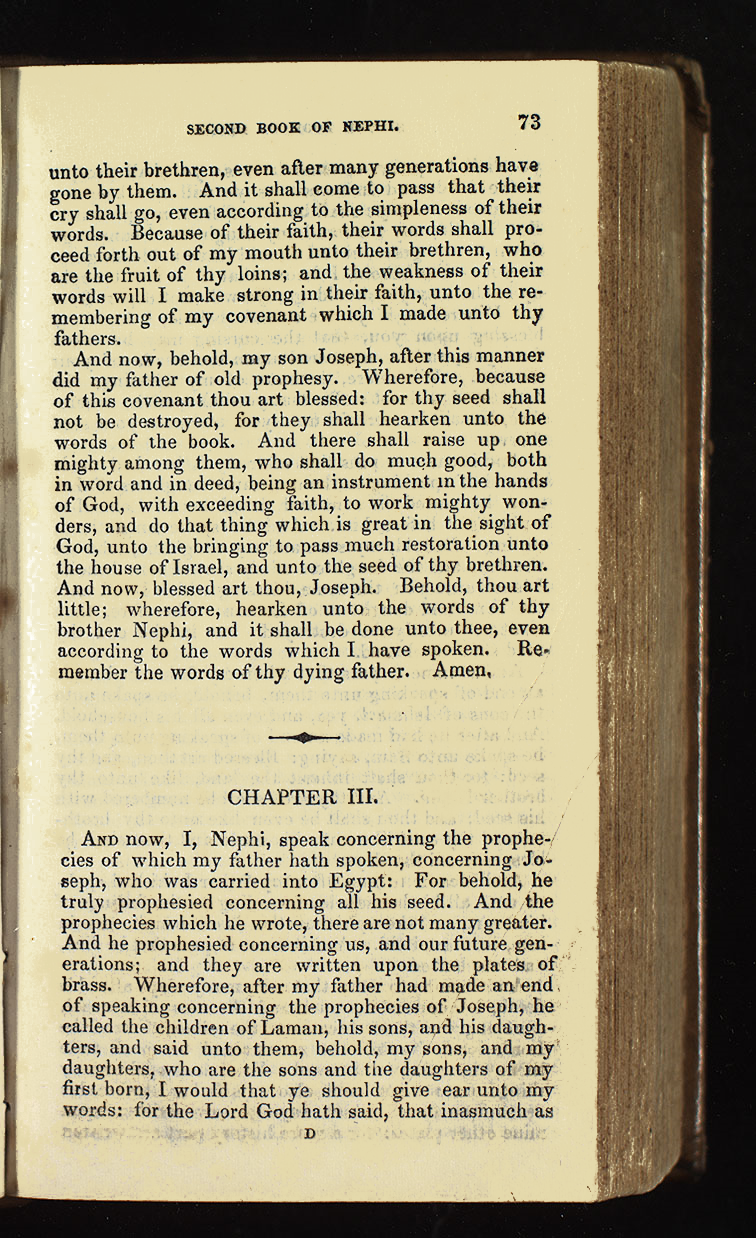 SECOND BOOK OF NEPHI. 73
unto their brethren, even after many generations have
gone by them. And it shall come to pass that their
cry shall go, even according to the simpleness of their
words. Because of their faith, their words shall pro-
ceed forth out of my mouth unto their brethren, who
are the fruit of thy loins; and the weakness of their
words will I make strong in their faith, unto the re-
membering of my covenant which I made unto thy
fathers.
And now, behold, my son Joseph, after this manner
did my father of old prophesy. Wherefore, because
of this covenant thou art blessed: for thy seed shall
not be destroyed, for they shall hearken unto the
words of the book. And there shall raise up one
mighty among them, who shall do much good, both
in word and in deed, being an instrument in the hands
of God, with exceeding faith, to work mighty won-
ders, and do that thing which is great in the sight of
God, unto the bringing to pass much restoration unto
the house of Israel, and unto the seed of thy brethren.
And now, blessed art thou, Joseph. Behold, thou art
little; wherefore, hearken unto the words of thy
brother Nephi, and it shall be done unto thee, even
according to the words which I have spoken. Re-
member the words of thy dying father. Amen.
CHAPTER III.
AND now, I, Nephi, speak concerning the prophe-
cies of which my father hath spoken, concerning Jo-
seph, who was carried into Egypt: For behold, he
truly prophesied concerning all his seed. And the
prophecies which he wrote, there are not many greater.
And he prophesied concerning us, and our future gen-
erations; and they are written upon the plates of
brass. Wherefore, after my father had made an end
of speaking concerning the prophecies of Joseph, he
called the children of Laman, his sons, and his daugh-
ters, and said unto them, behold, my sons, and my
daughters, who are the sons and the daughters of my
first born, I would that ye should give ear unto my
words: for the Lord God hath said, that inasmuch as
D